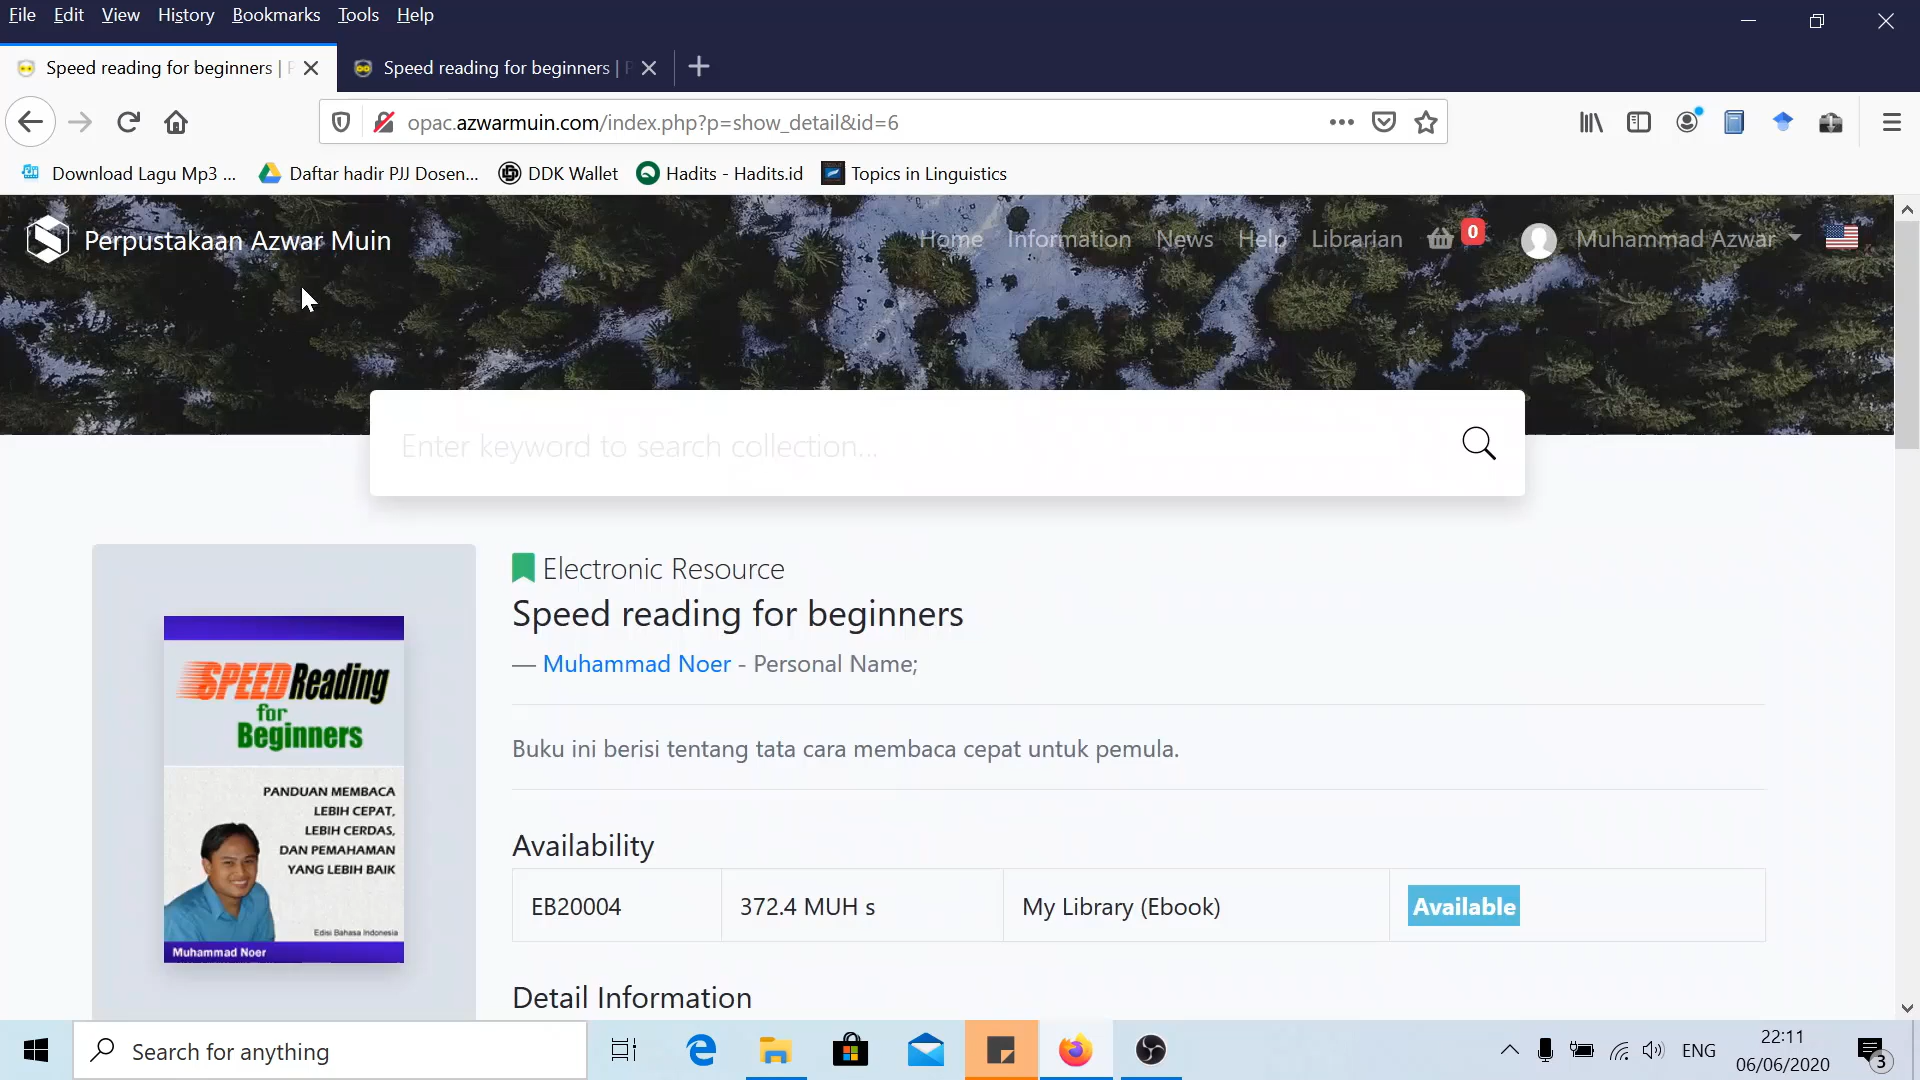 File Edit View History Bookmarks Tools Help
Speed reading for beginners |
Speed reading for beginners |
opac.azwarmuin.com/index.php?p=show_detail&id=6
Download Lagu Mp3 ... Daftar hadir PJJ Dosen... DDK Wallet Hadits - Hadits.id Topics in Linguistics
Perpustakaan Azwar Muin
Home Information News Help Librarian 0 Muhammad Azwar
Enter keyword to search collection...
Electronic Resource
Speed reading for beginners
— Muhammad Noer - Personal Name;
Buku ini berisi tentang tata cara membaca cepat untuk pemula.
SPEED Reading
for
Beginners
PANDUAN MEMBACA
LEBIH CEPAT,
LEBIH CERDAS,
DAN PEMAHAMAN
YANG LEBIH BAIK
Edisi Bahasa Indonesia
Muhammad Noer
Availability
EB20004 372.4 MUH s My Library (Ebook) Available
Detail Information
Search for anything
ENG
22:11
06/06/2020
3